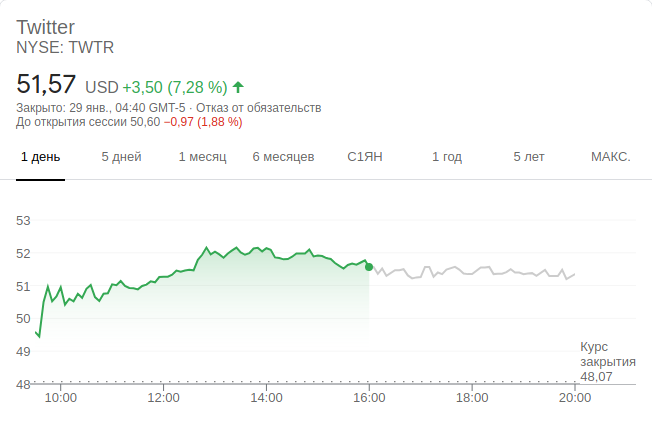 Twitter
NYSE: TWTR
51,57 USD +3,50 (7,28 %)
Закрыто: 29 янв., 04:40 GMT-5 · Отказ от обязательств
До открытия сессии 50,60 −0,97 (1,88 %)
1 день 5 дней 1 месяц 6 месяцев С1ЯН 1 год 5 лет МАКС.
53
52
51
50
49
Курс
закрытия
48,07
48
10:00 12:00 14:00 16:00 18:00 20:00